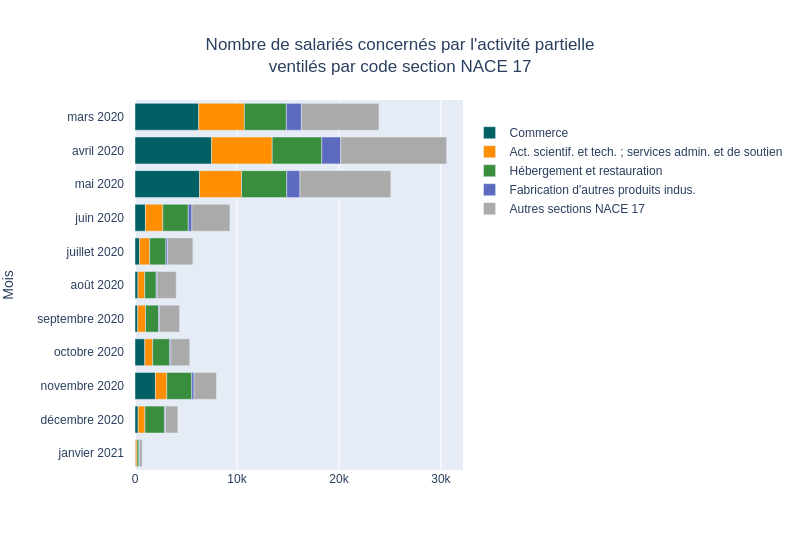 Nombre de salariés concernés par l'activité partielle
ventilés par code section NACE 17
Mois
mars 2020
avril 2020
mai 2020
juin 2020
juillet 2020
août 2020
septembre 2020
octobre 2020
novembre 2020
décembre 2020
janvier 2021
0
10k
20k
30k
Commerce
Act. scientif. et tech. ; services admin. et de soutien
Hébergement et restauration
Fabrication d'autres produits indus.
Autres sections NACE 17